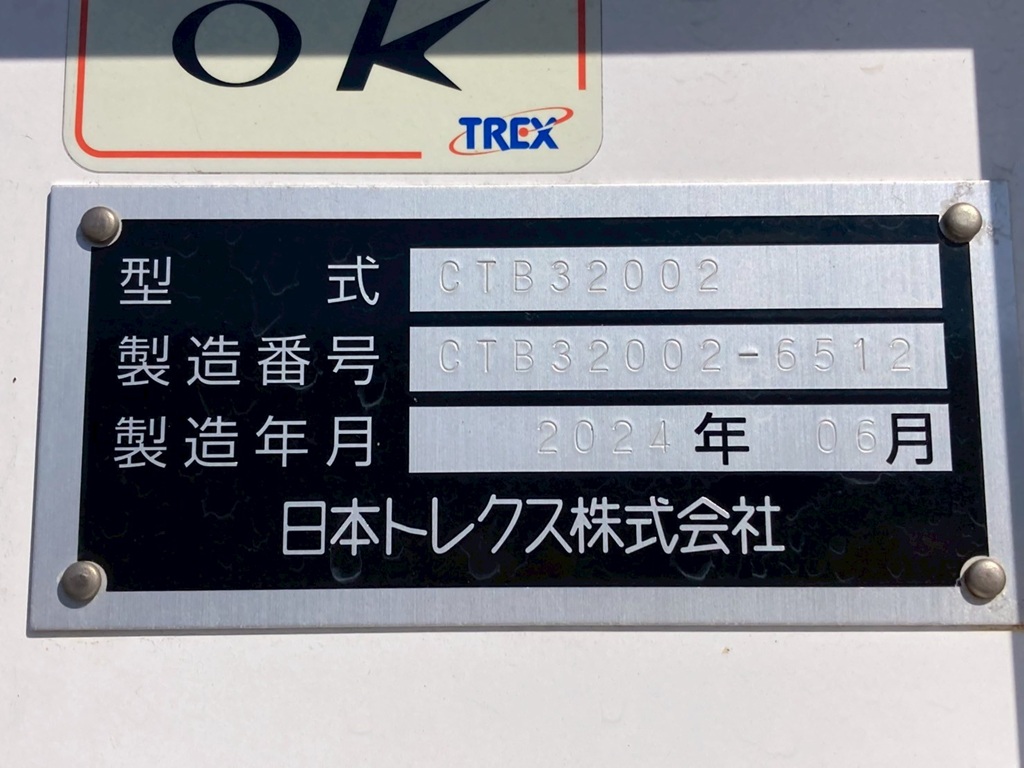 OK
TREX
型式 CTB32002
製造番号 CTB32002-6512
製造年月 2024年 06月
日本トレクス株式会社